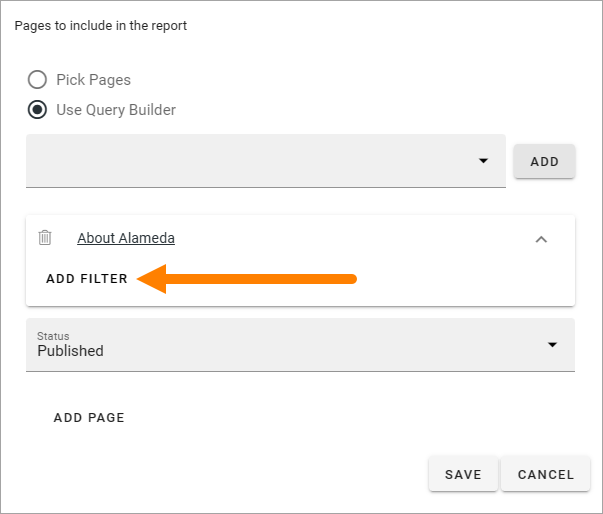 Pages to include in the report
Pick Pages
Use Query Builder
ADD
About Alameda
ADD FILTER
Status
Published
ADD PAGE
SAVE CANCEL